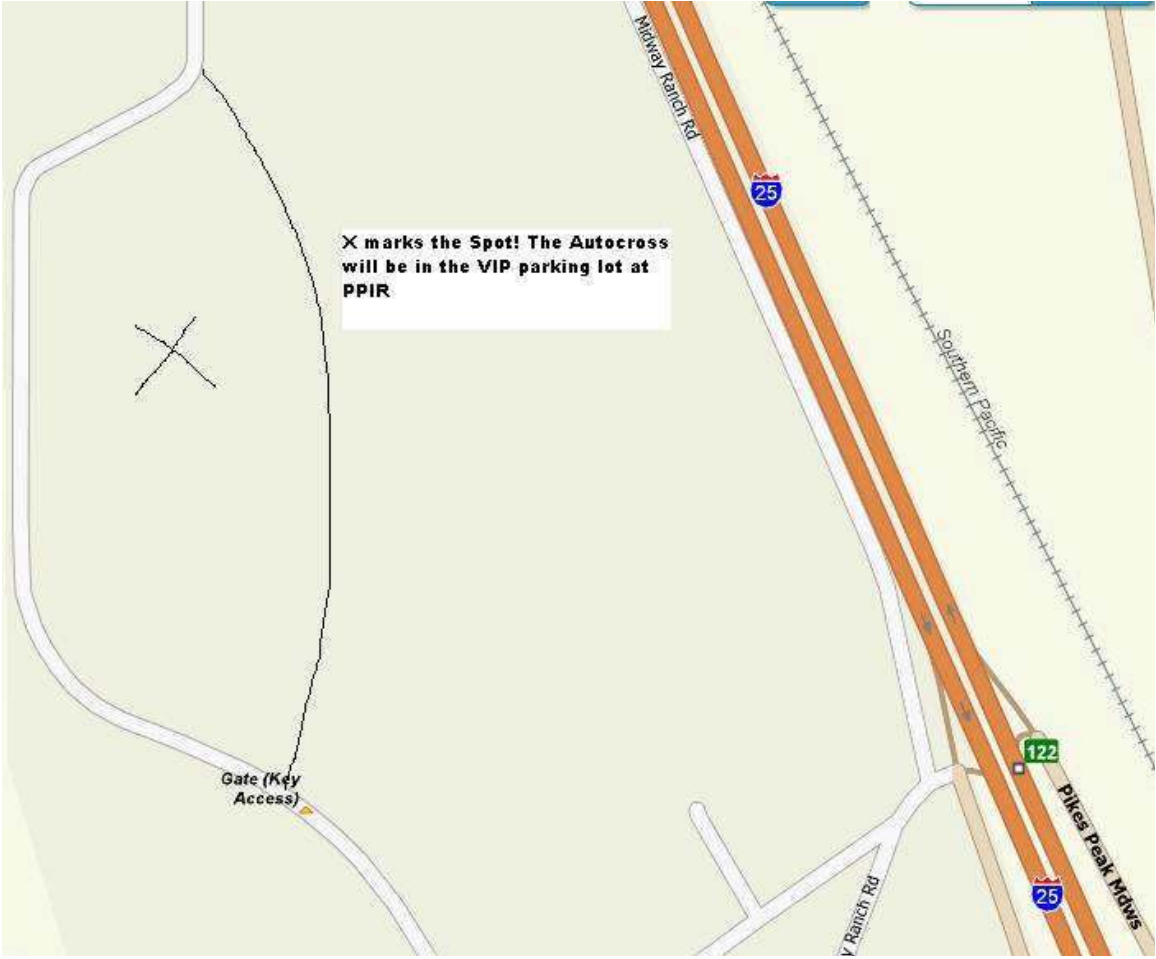 Midway Ranch Rd
25
X marks the Spot! The Autocross
will be in the VIP parking lot at
PPIR
Southern Pacific
122
Gate (Key
Access)
Pikes Peak Mdws
25
y Ranch Rd